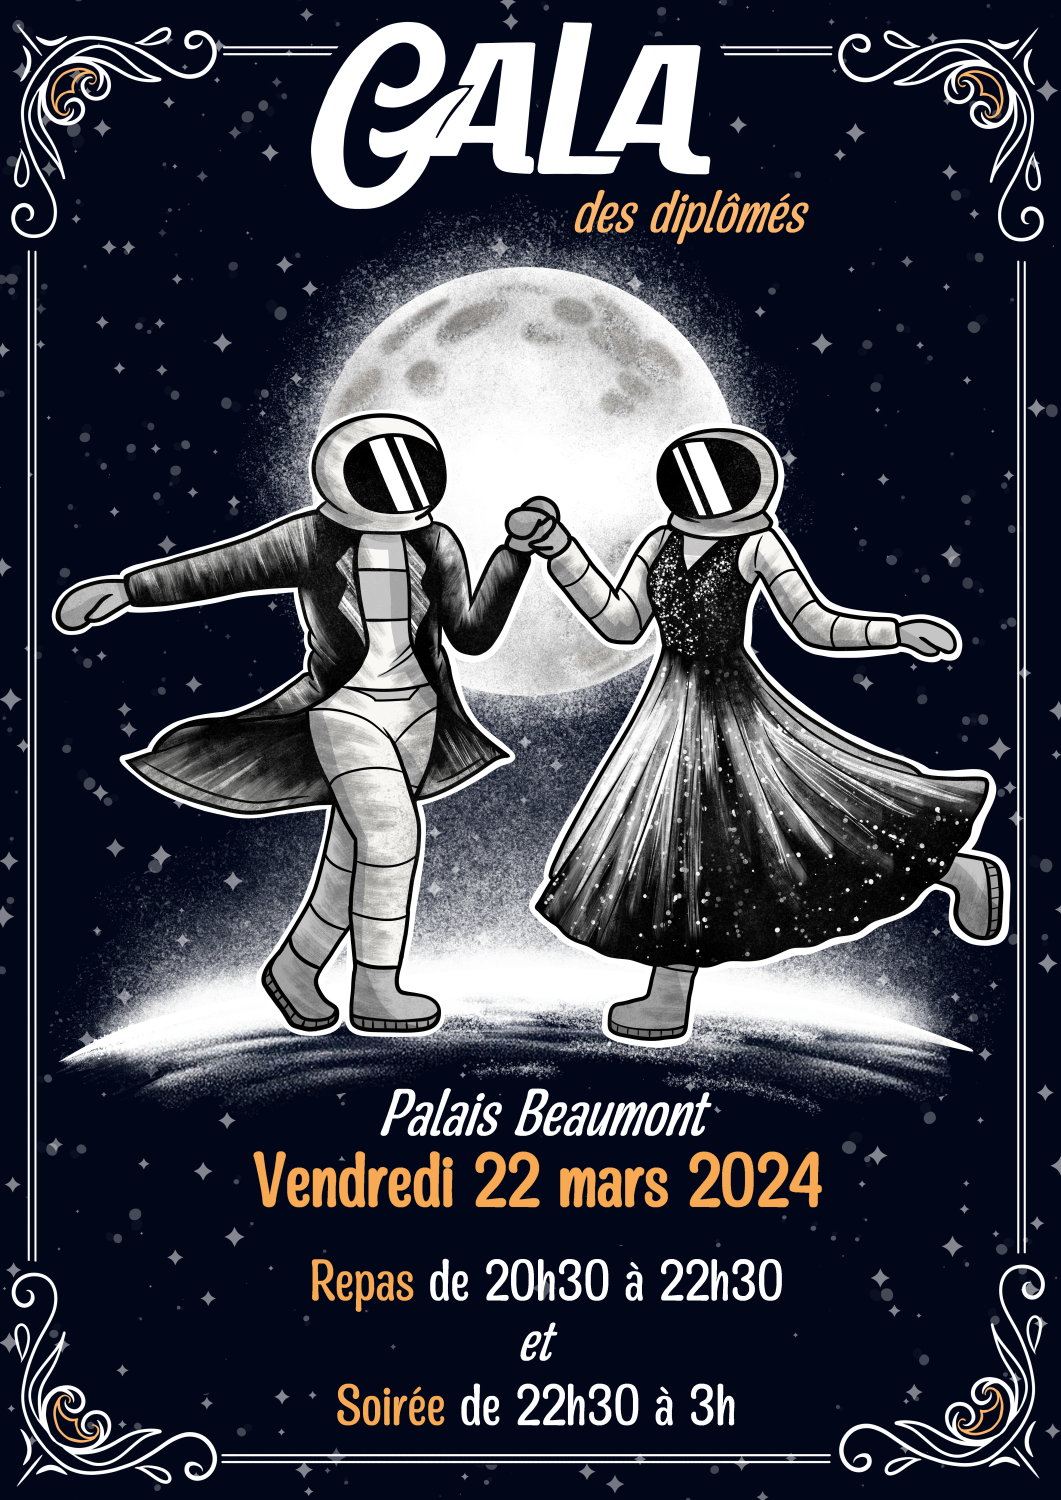 GALA
des diplômés
Palais Beaumont
Vendredi 22 mars 2024
Repas de 20h30 à 22h30
et
Soirée de 22h30 à 3h